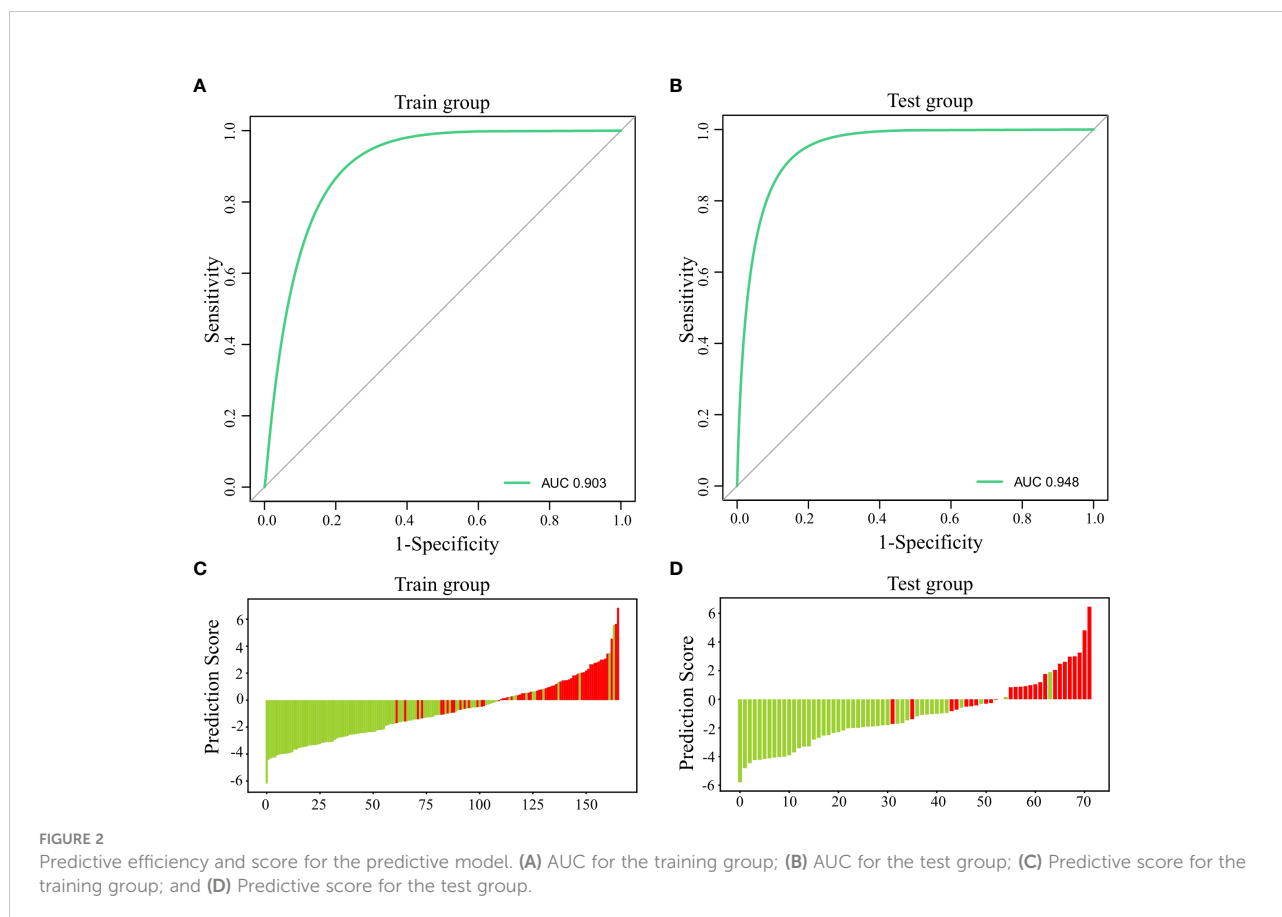 A
Train group
1.0
0.8
0.6
0.4
0.2
0.0
Sensitivity
AUC 0.903
0.0 0.2 0.4 0.6 0.8 1.0
1-Specificity
B
Test group
1.0
0.8
0.6
0.4
0.2
0.0
Sensitivity
AUC 0.948
0.0 0.2 0.4 0.6 0.8 1.0
1-Specificity
C
Train group
6
4
2
0
-2
-4
-6
Prediction Score
0 25 50 75 100 125 150
D
Test group
6
4
2
0
-2
-4
-6
Prediction Score
0 10 20 30 40 50 60 70
FIGURE 2
Predictive efficiency and score for the predictive model. (A) AUC for the training group; (B) AUC for the test group; (C) Predictive score for the
training group; and (D) Predictive score for the test group.